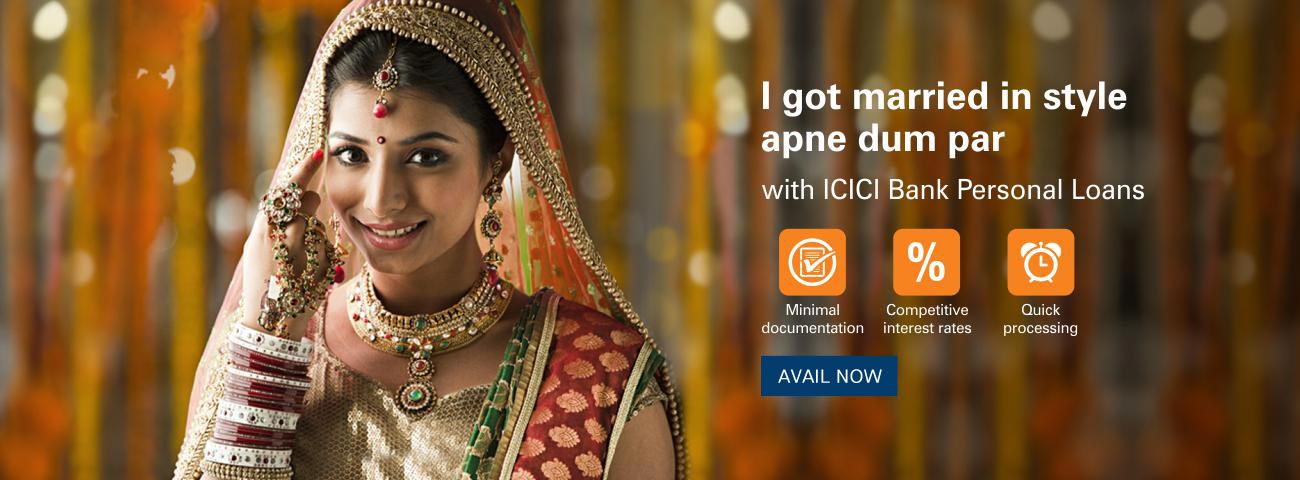 I got married in style
apne dum par
with ICICI Bank Personal Loans
%
Minimal
documentation
Competitive
interest rates
Quick
processing
AVAIL NOW